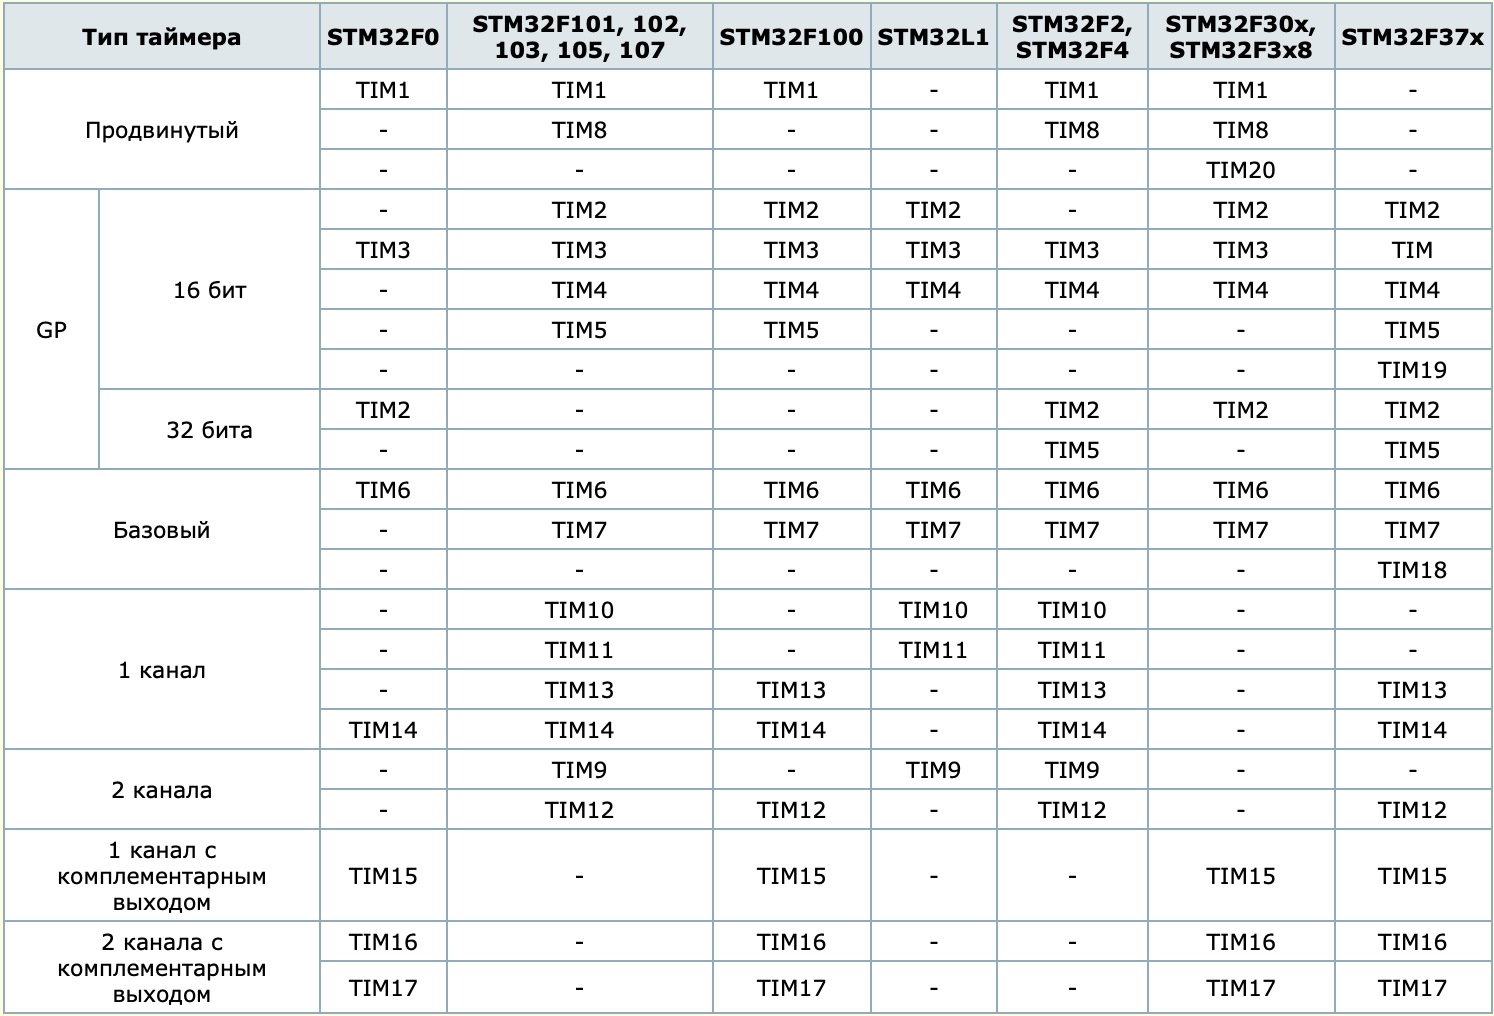 Тип таймера STM32F0 STM32F101, 102, 103, 105, 107 STM32F100 STM32L1 STM32F2, STM32F4 STM32F30x, STM32F3x8 STM32F37x
Продвинутый TIM1 TIM1 TIM1 - TIM1 TIM1 -
- TIM8 - - TIM8 TIM8 -
- - - - - TIM20 -
GP 16 бит - TIM2 TIM2 TIM2 - TIM2 TIM2
TIM3 TIM3 TIM3 TIM3 TIM3 TIM3 TIM
- TIM4 TIM4 TIM4 TIM4 TIM4 TIM4
- TIM5 TIM5 - - - TIM5
- - - - - - TIM19
32 бита TIM2 - - - TIM2 TIM2 TIM2
- - - - TIM5 - TIM5
Базовый TIM6 TIM6 TIM6 TIM6 TIM6 TIM6 TIM6
- TIM7 TIM7 TIM7 TIM7 TIM7 TIM7
- - - - - - TIM18
1 канал - TIM10 - TIM10 TIM10 - -
- TIM11 - TIM11 TIM11 - -
- TIM13 TIM13 - TIM13 - TIM13
TIM14 TIM14 TIM14 - TIM14 - TIM14
2 канала - TIM9 - TIM9 TIM9 - -
- TIM12 TIM12 - TIM12 - TIM12
1 канал с
комплементарным
выходом TIM15 - TIM15 - - TIM15 TIM15
2 канала с
комплементарным
выходом TIM16 - TIM16 - - TIM16 TIM16
TIM17 - TIM17 - - TIM17 TIM17